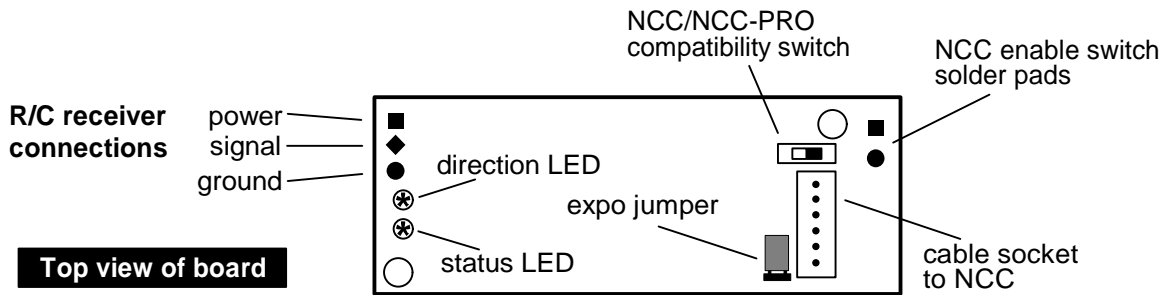 NCC/NCC-PRO
compatibility switch
NCC enable switch
solder pads
R/C receiver
connections
power
signal
ground
direction LED
expo jumper
status LED
cable socket
to NCC
Top view of board